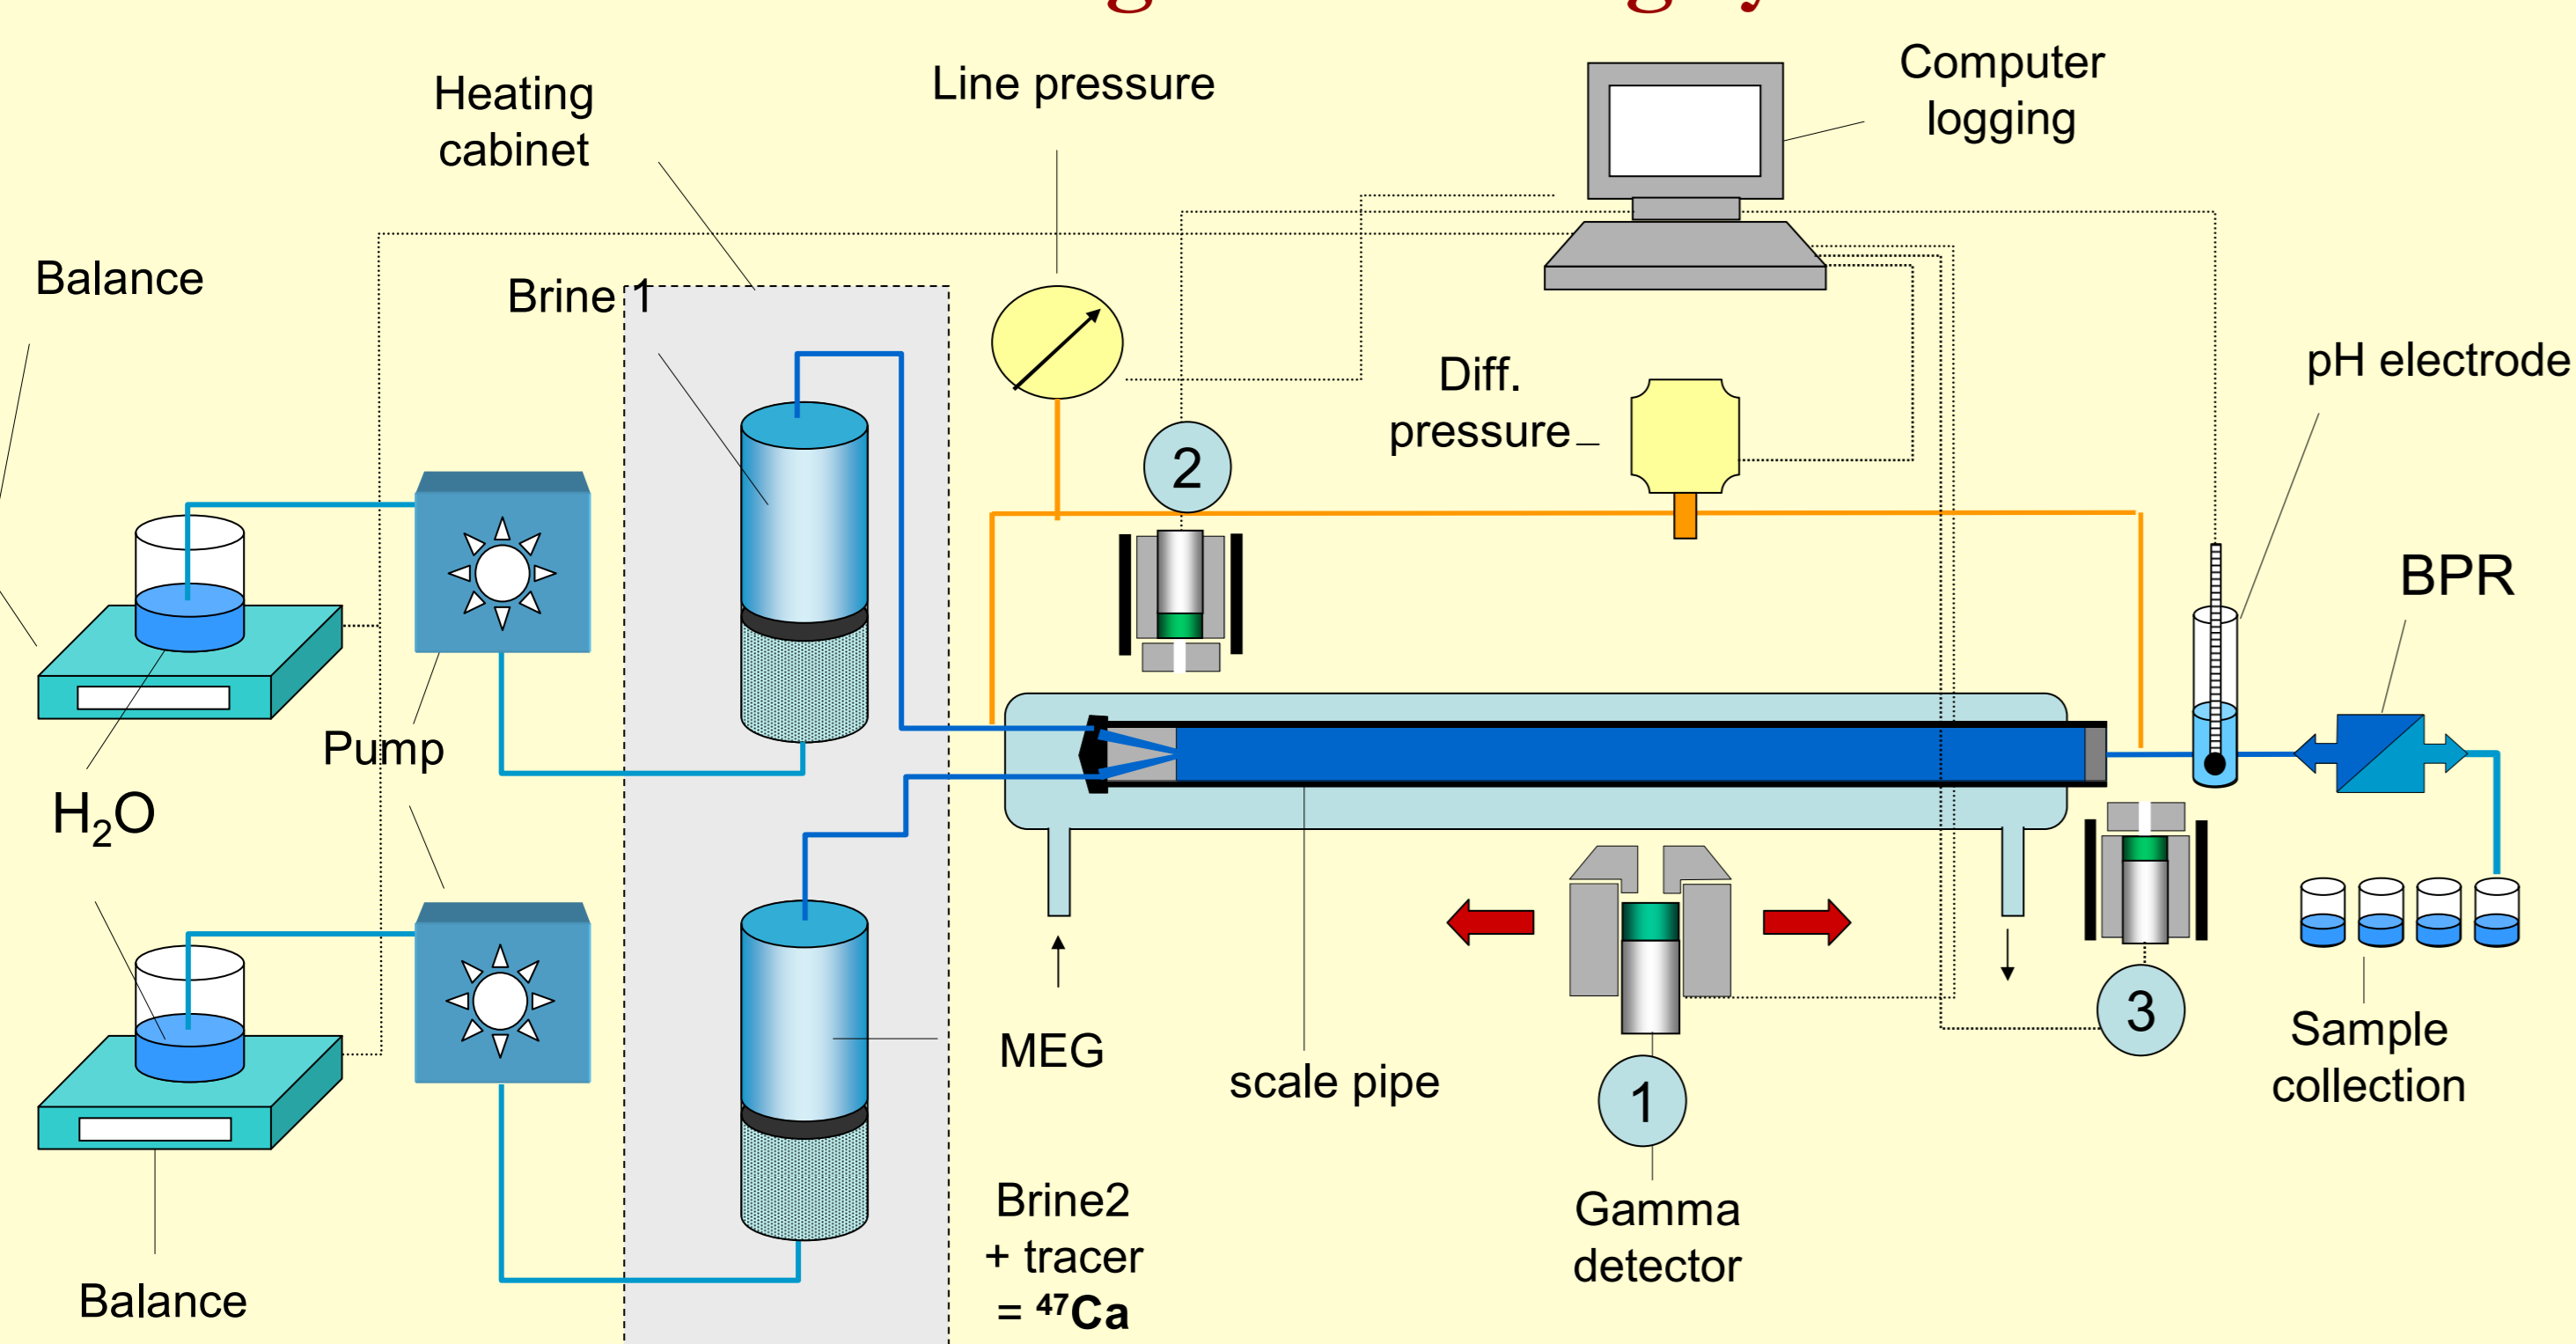 Heating
cabinet
Line pressure
Computer
logging
Balance
Brine 1
Diff.
pressure
pH electrode
2
BPR
Pump
H₂O
MEG
scale pipe
1
3
Sample
collection
Brine2
+ tracer
= ⁴⁷Ca
Gamma
detector
Balance